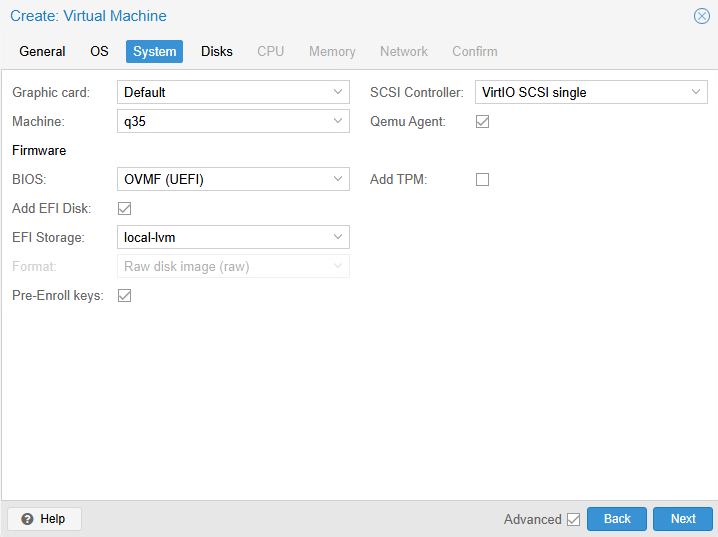 Create: Virtual Machine
General OS System Disks CPU Memory Network Confirm
Graphic card: Default SCSI Controller: VirtIO SCSI single
Machine: q35 Qemu Agent:
Firmware
BIOS: OVMF (UEFI) Add TPM:
Add EFI Disk:
EFI Storage: local-lvm
Format: Raw disk image (raw)
Pre-Enroll keys:
Help Advanced Back Next